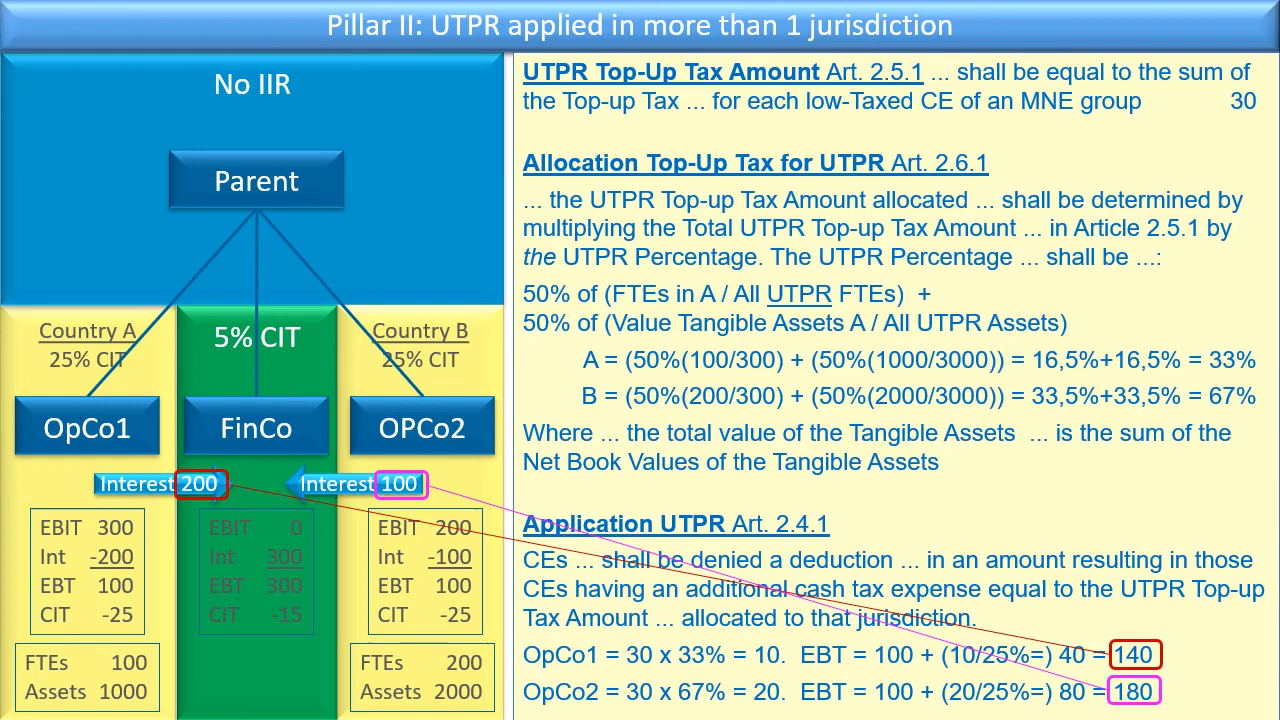 Pillar II: UTPR applied in more than 1 jurisdiction
No IIR
Parent
Country A
25% CIT
5% CIT
Country B
25% CIT
OpCo1
FinCo
OPCo2
Interest 200
Interest 100
EBIT 300
Int -200
EBT 100
CIT -25
EBIT 0
Int 300
EBT 300
CIT -15
EBIT 200
Int -100
EBT 100
CIT -25
FTEs 100
Assets 1000
FTEs 200
Assets 2000
UTPR Top-Up Tax Amount Art. 2.5.1 ... shall be equal to the sum of
the Top-up Tax ... for each low-Taxed CE of an MNE group 30
Allocation Top-Up Tax for UTPR Art. 2.6.1
... the UTPR Top-up Tax Amount allocated ... shall be determined by
multiplying the Total UTPR Top-up Tax Amount ... in Article 2.5.1 by
the UTPR Percentage. The UTPR Percentage ... shall be ...:
50% of (FTEs in A / All UTPR FTEs) +
50% of (Value Tangible Assets A / All UTPR Assets)
A = (50%(100/300) + (50%(1000/3000)) = 16,5%+16,5% = 33%
B = (50%(200/300) + (50%(2000/3000)) = 33,5%+33,5% = 67%
Where ... the total value of the Tangible Assets ... is the sum of the
Net Book Values of the Tangible Assets
Application UTPR Art. 2.4.1
CEs ... shall be denied a deduction ... in an amount resulting in those
CEs having an additional cash tax expense equal to the UTPR Top-up
Tax Amount ... allocated to that jurisdiction.
OpCo1 = 30 x 33% = 10. EBT = 100 + (10/25%=) 40 = 140
OpCo2 = 30 x 67% = 20. EBT = 100 + (20/25%=) 80 = 180